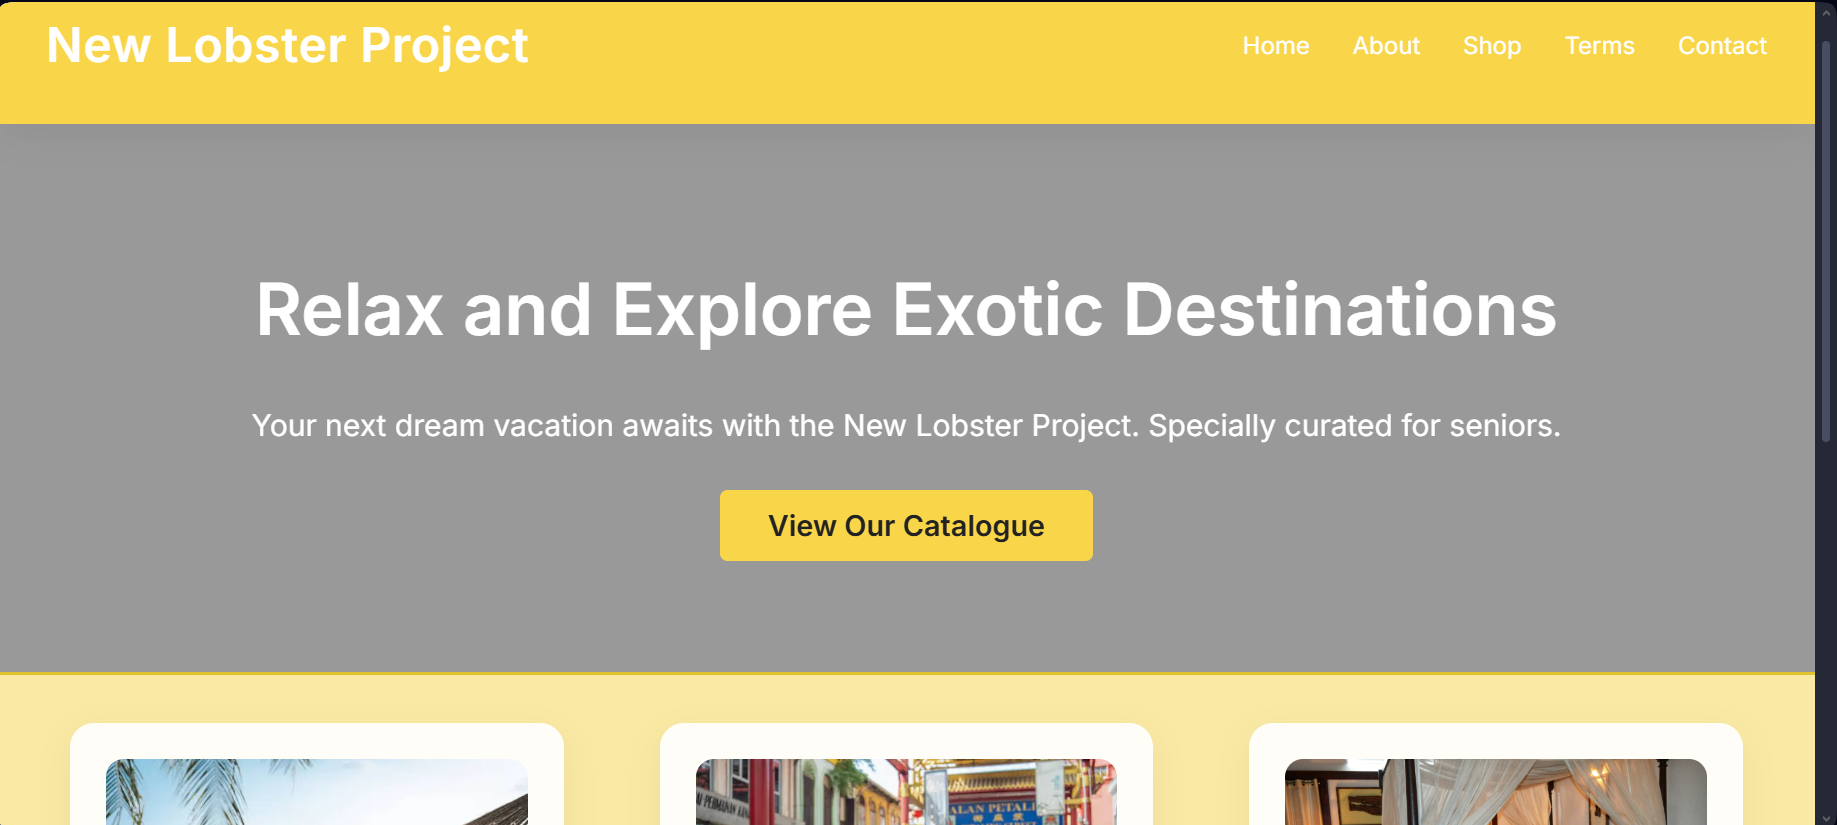 New Lobster Project
Home About Shop Terms Contact
Relax and Explore Exotic Destinations
Your next dream vacation awaits with the New Lobster Project. Specially curated for seniors.
View Our Catalogue
JALAN PETALI